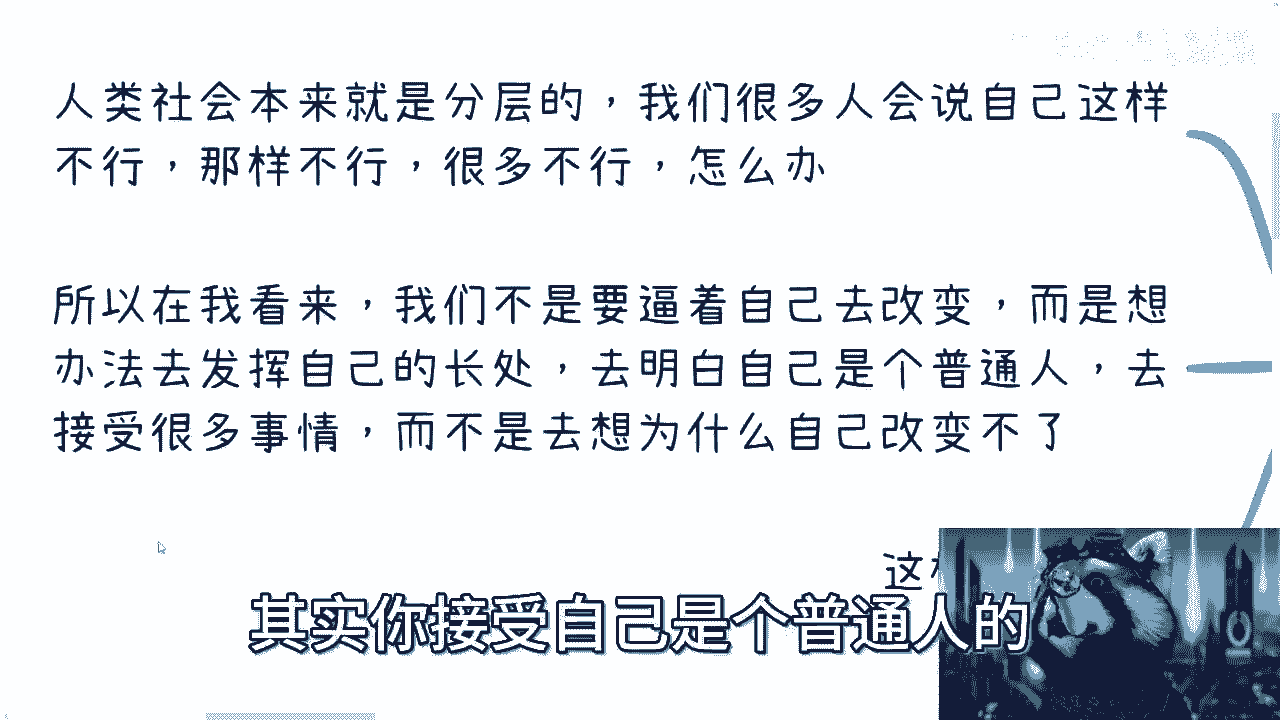 人类社会本来就是分层的，我们很多人会说自己这样
不行，那样不行，很多不行，怎么办
所以在我看来，我们不是要逼着自己去改变，而是想
办法去发挥自己的长处，去明白自己是个普通人，去
接受很多事情，而不是去想为什么自己改变不了
这
其实你接受自己是个普通人的